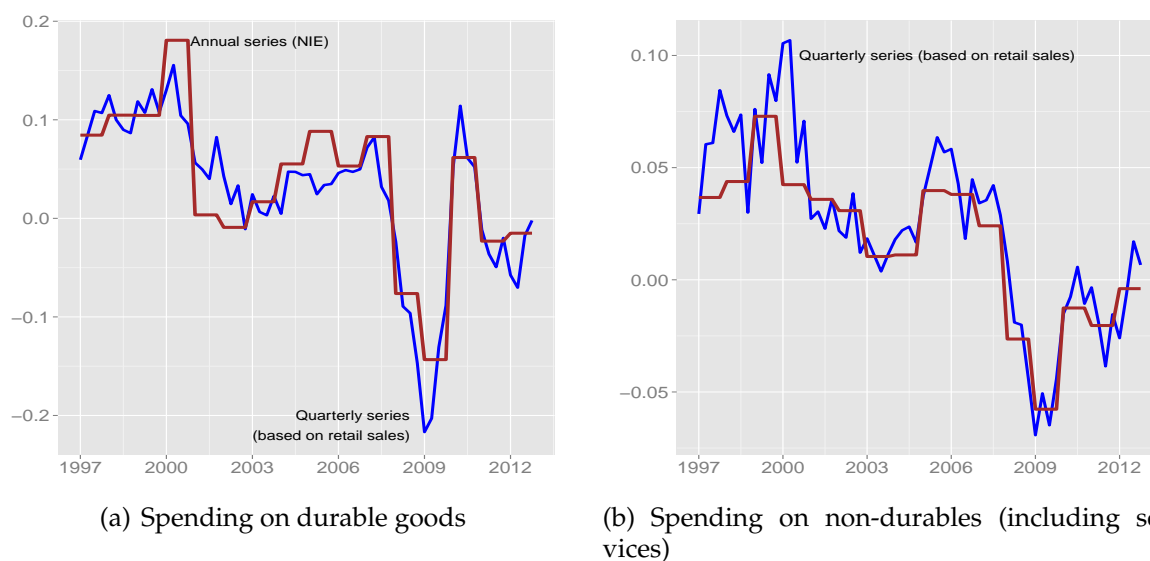 0.2
0.1
0.0
−0.1
−0.2
Annual series (NIE)
Quarterly series
(based on retail sales)
1997 2000 2003 2006 2009 2012
(a) Spending on durable goods
0.10
0.05
0.00
−0.05
Quarterly series (based on retail sales)
1997 2000 2003 2006 2009 2012
(b) Spending on non-durables (including
vices)